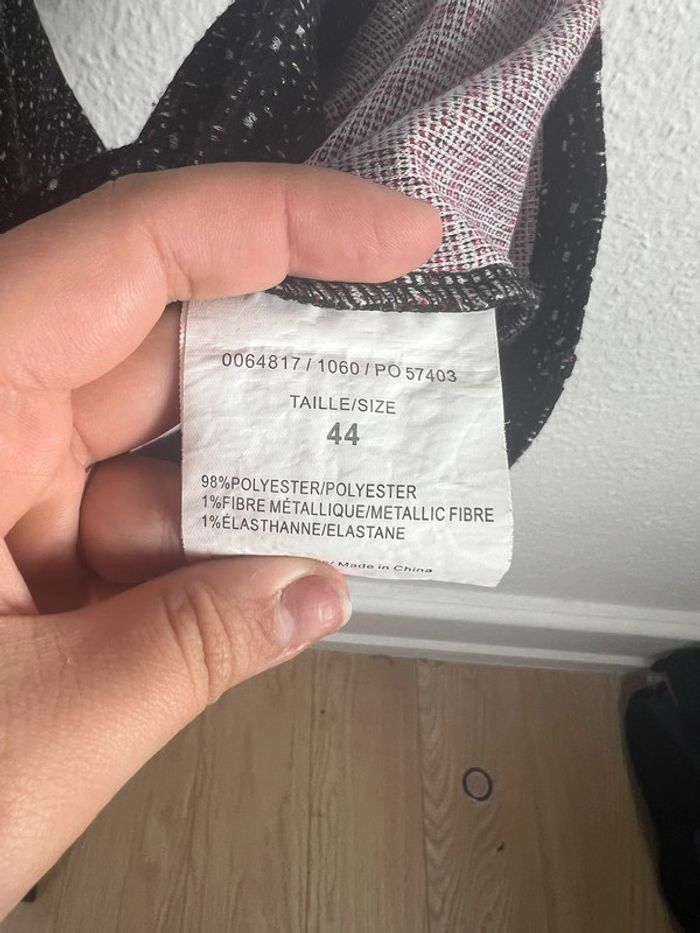 0064817 / 1060 / PO 57403
TAILLE/SIZE
44
98%POLYESTER/POLYESTER
1%FIBRE MÉTALLIQUE/METALLIC FIBRE
1%ÉLASTHANNE/ELASTANE
Made in China